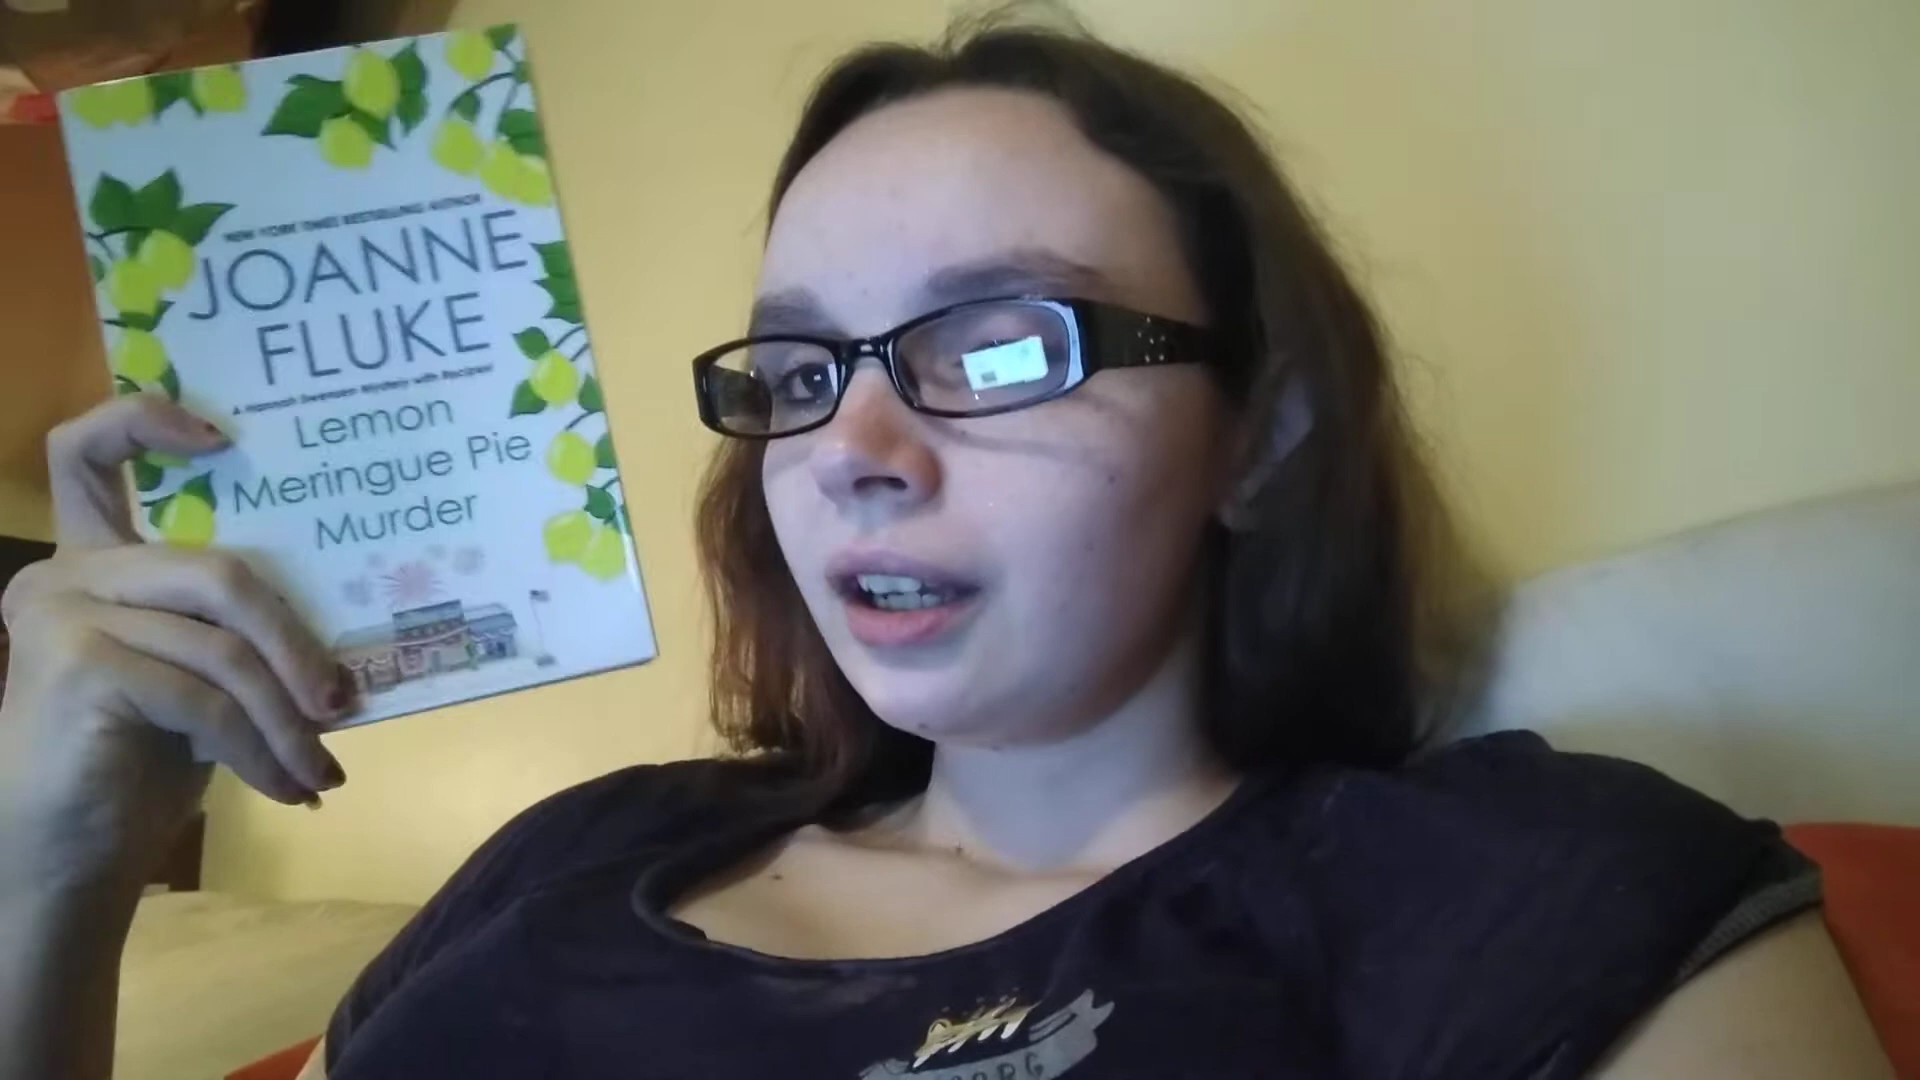 NEW YORK TIMES BESTSELLING AUTHOR
JOANNE
FLUKE
A Hannah Swensen Mystery with Recipes!
Lemon
Meringue Pie
Murder